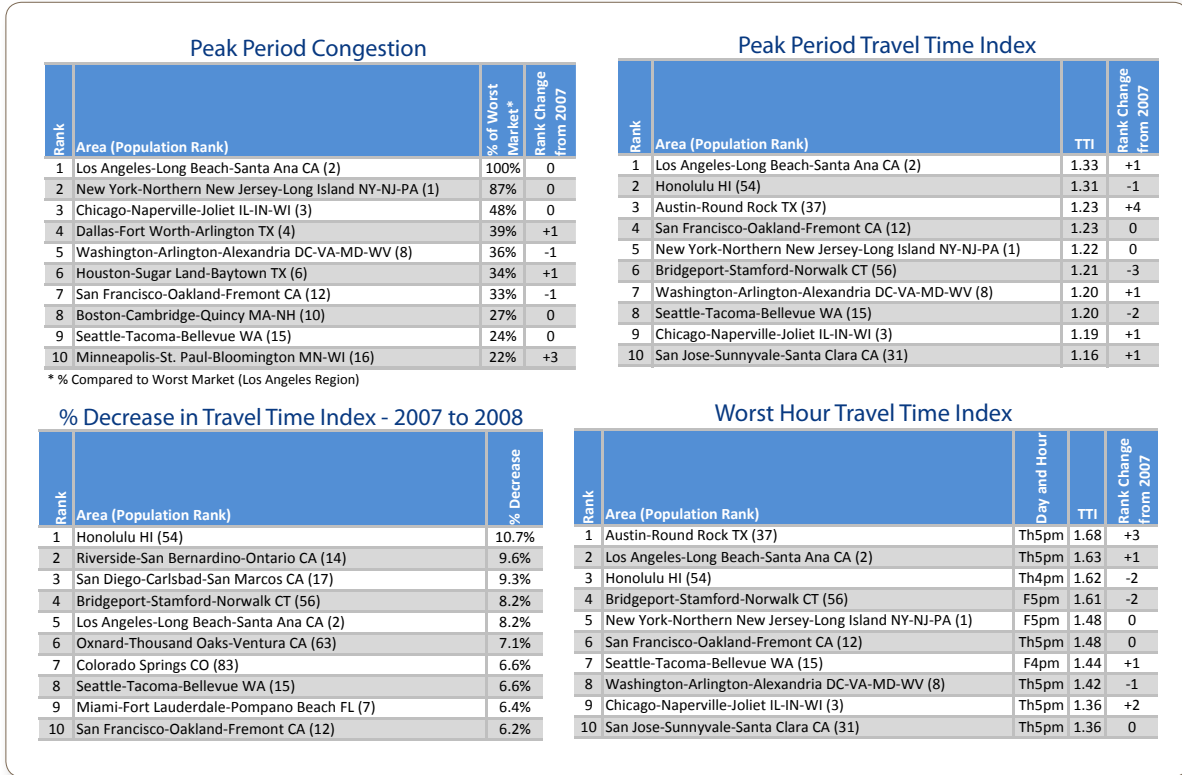 Peak Period Congestion
Rank Area (Population Rank) % of Worst Market* Rank Change from 2007
1 Los Angeles-Long Beach-Santa Ana CA (2) 100% 0
2 New York-Northern New Jersey-Long Island NY-NJ-PA (1) 87% 0
3 Chicago-Naperville-Joliet IL-IN-WI (3) 48% 0
4 Dallas-Fort Worth-Arlington TX (4) 39% +1
5 Washington-Arlington-Alexandria DC-VA-MD-WV (8) 36% -1
6 Houston-Sugar Land-Baytown TX (6) 34% +1
7 San Francisco-Oakland-Fremont CA (12) 33% -1
8 Boston-Cambridge-Quincy MA-NH (10) 27% 0
9 Seattle-Tacoma-Bellevue WA (15) 24% 0
10 Minneapolis-St. Paul-Bloomington MN-WI (16) 22% +3
* % Compared to Worst Market (Los Angeles Region)
Peak Period Travel Time Index
Rank Area (Population Rank) TTI Rank Change from 2007
1 Los Angeles-Long Beach-Santa Ana CA (2) 1.33 +1
2 Honolulu HI (54) 1.31 -1
3 Austin-Round Rock TX (37) 1.23 +4
4 San Francisco-Oakland-Fremont CA (12) 1.23 0
5 New York-Northern New Jersey-Long Island NY-NJ-PA (1) 1.22 0
6 Bridgeport-Stamford-Norwalk CT (56) 1.21 -3
7 Washington-Arlington-Alexandria DC-VA-MD-WV (8) 1.20 +1
8 Seattle-Tacoma-Bellevue WA (15) 1.20 -2
9 Chicago-Naperville-Joliet IL-IN-WI (3) 1.19 +1
10 San Jose-Sunnyvale-Santa Clara CA (31) 1.16 +1
% Decrease in Travel Time Index - 2007 to 2008
Rank Area (Population Rank) % Decrease
1 Honolulu HI (54) 10.7%
2 Riverside-San Bernardino-Ontario CA (14) 9.6%
3 San Diego-Carlsbad-San Marcos CA (17) 9.3%
4 Bridgeport-Stamford-Norwalk CT (56) 8.2%
5 Los Angeles-Long Beach-Santa Ana CA (2) 8.2%
6 Oxnard-Thousand Oaks-Ventura CA (63) 7.1%
7 Colorado Springs CO (83) 6.6%
8 Seattle-Tacoma-Bellevue WA (15) 6.6%
9 Miami-Fort Lauderdale-Pompano Beach FL (7) 6.4%
10 San Francisco-Oakland-Fremont CA (12) 6.2%
Worst Hour Travel Time Index
Rank Area (Population Rank) Day and Hour TTI Rank Change from 2007
1 Austin-Round Rock TX (37) Th5pm 1.68 +3
2 Los Angeles-Long Beach-Santa Ana CA (2) Th5pm 1.63 +1
3 Honolulu HI (54) Th4pm 1.62 -2
4 Bridgeport-Stamford-Norwalk CT (56) F5pm 1.61 -2
5 New York-Northern New Jersey-Long Island NY-NJ-PA (1) F5pm 1.48 0
6 San Francisco-Oakland-Fremont CA (12) Th5pm 1.48 0
7 Seattle-Tacoma-Bellevue WA (15) F4pm 1.44 +1
8 Washington-Arlington-Alexandria DC-VA-MD-WV (8) Th5pm 1.42 -1
9 Chicago-Naperville-Joliet IL-IN-WI (3) Th5pm 1.36 +2
10 San Jose-Sunnyvale-Santa Clara CA (31) Th5pm 1.36 0